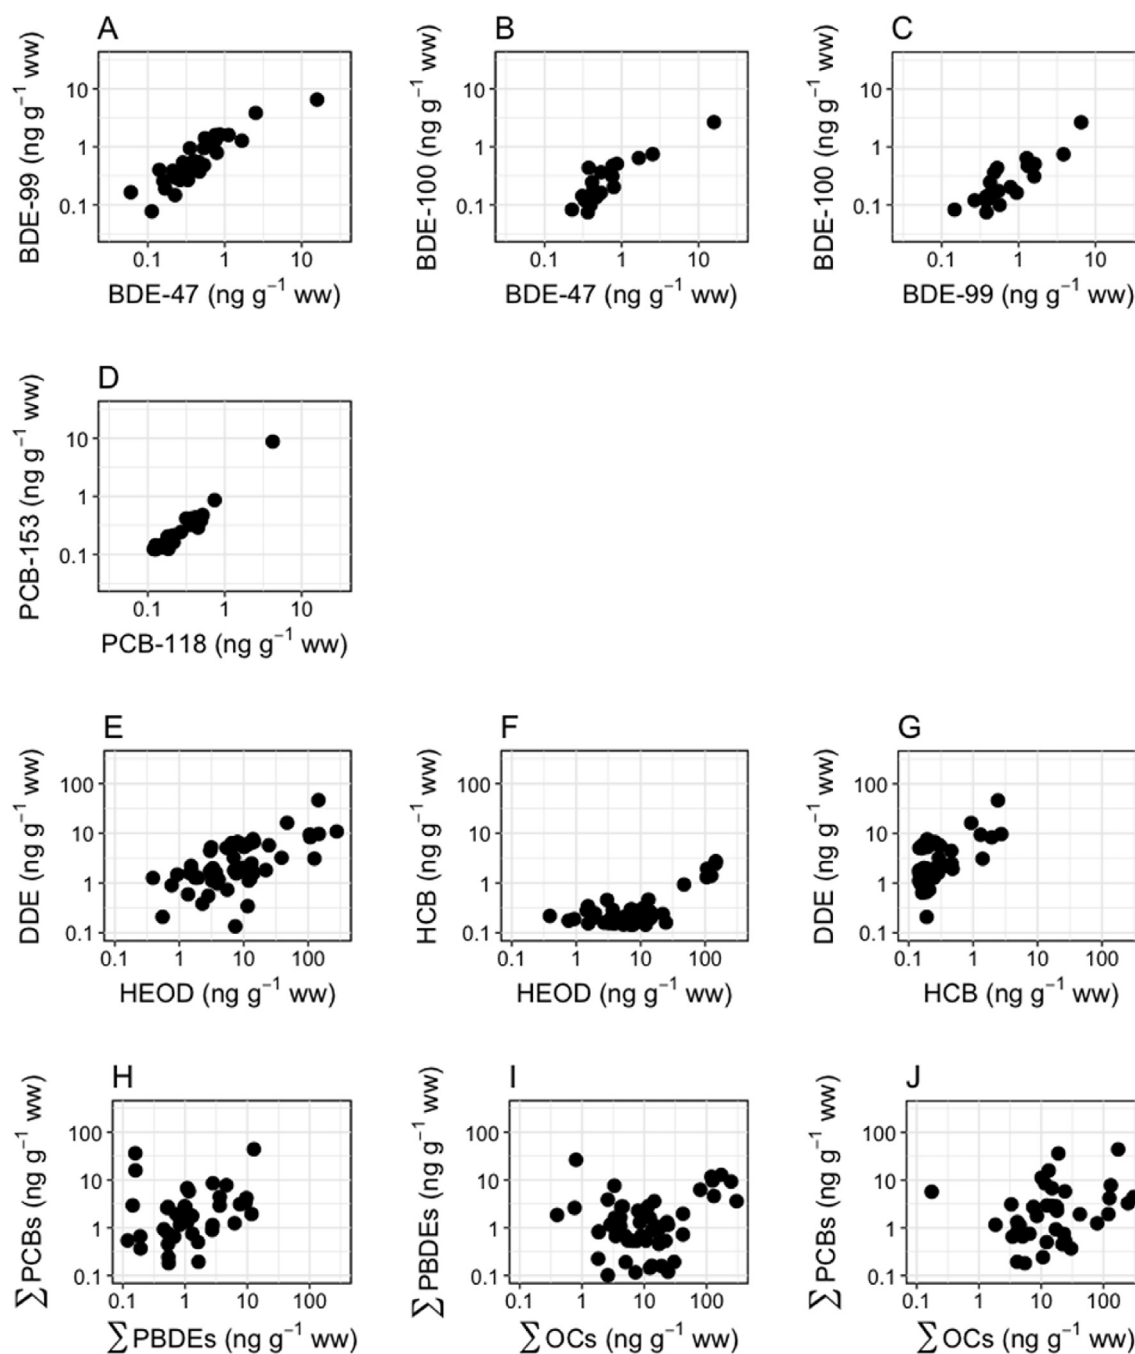 A
B
C
BDE-99 (ng g⁻¹ ww)
10
1
0.1
0.1 1 10
BDE-47 (ng g⁻¹ ww)
BDE-100 (ng g⁻¹ ww)
10
1
0.1
0.1 1 10
BDE-47 (ng g⁻¹ ww)
BDE-100 (ng g⁻¹ ww)
10
1
0.1
0.1 1 10
BDE-99 (ng g⁻¹ ww)
D
PCB-153 (ng g⁻¹ ww)
10
1
0.1
0.1 1 10
PCB-118 (ng g⁻¹ ww)
E
F
G
DDE (ng g⁻¹ ww)
100
10
1
0.1
0.1 1 10 100
HEOD (ng g⁻¹ ww)
HCB (ng g⁻¹ ww)
100
10
1
0.1
0.1 1 10 100
HEOD (ng g⁻¹ ww)
DDE (ng g⁻¹ ww)
100
10
1
0.1
0.1 1 10 100
HCB (ng g⁻¹ ww)
H
I
J
∑PCBs (ng g⁻¹ ww)
100
10
1
0.1
0.1 1 10 100
∑PBDEs (ng g⁻¹ ww)
∑PBDEs (ng g⁻¹ ww)
100
10
1
0.1
0.1 1 10 100
∑OCs (ng g⁻¹ ww)
∑PCBs (ng g⁻¹ ww)
100
10
1
0.1
0.1 1 10 100
∑OCs (ng g⁻¹ ww)